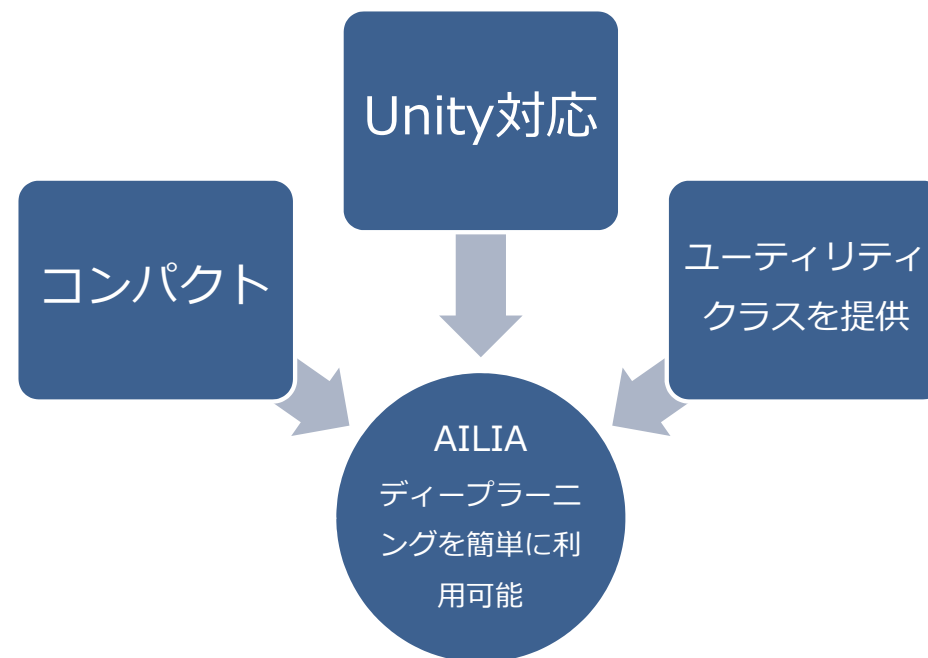 Unity対応
コンパクト
ユーティリティ
クラスを提供
AILIA
ディープラーニ
ングを簡単に利
用可能